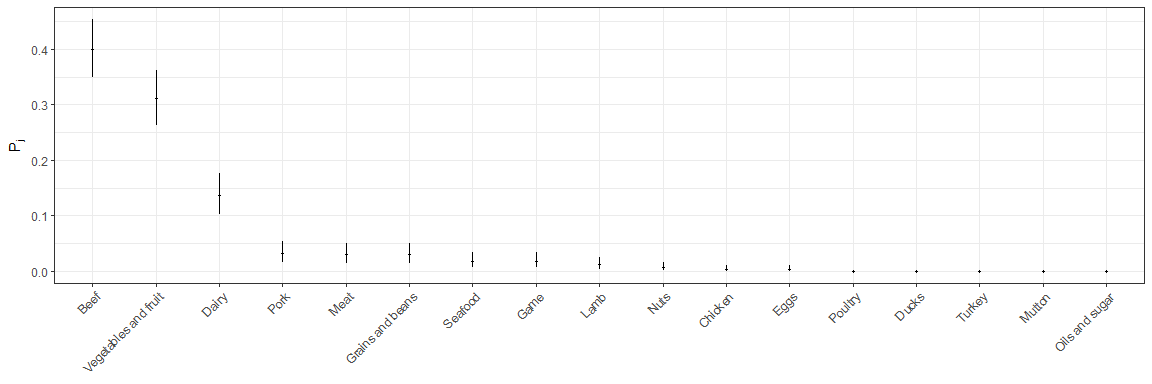 0.4
0.3
0.2
0.1
0.0
Pj
Beef
Vegetables and fruit
Dairy
Pork
Meat
Grains and beans
Seafood
Game
Lamb
Nuts
Chicken
Eggs
Poultry
Ducks
Turkey
Mutton
Oils and sugar